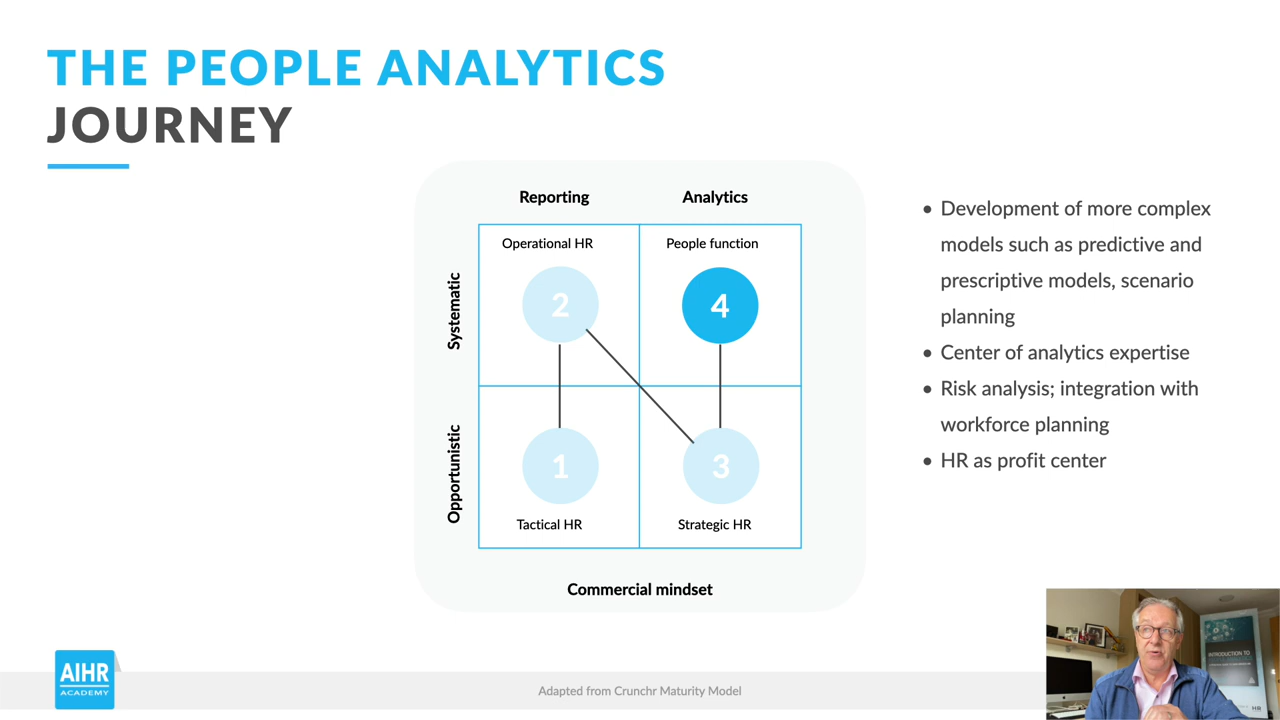 THE PEOPLE ANALYTICS
JOURNEY
Reporting
Analytics
Systematic
Opportunistic
Operational HR
People function
2
4
1
3
Tactical HR
Strategic HR
Commercial mindset
• Development of more complex
models such as predictive and
prescriptive models, scenario
planning
• Center of analytics expertise
• Risk analysis; integration with
workforce planning
• HR as profit center
AIHR
ACADEMY
Adapted from Crunchr Maturity Model
INTRODUCTION TO